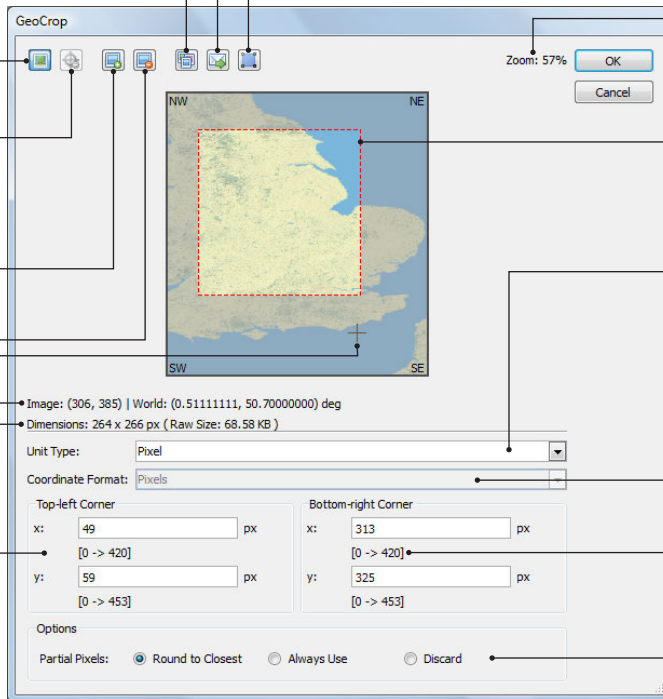 GeoCrop
Zoom: 57%
OK
Cancel
NW
NE
SW
SE
Image: (306, 385) | World: (0.51111111, 50.70000000) deg
Dimensions: 264 x 266 px ( Raw Size: 68.58 KB )
Unit Type: Pixel
Coordinate Format: Pixels
Top-left Corner
x: 49 px
[0 -> 420]
y: 59 px
[0 -> 453]
Bottom-right Corner
x: 313 px
[0 -> 420]
y: 325 px
[0 -> 453]
Options
Partial Pixels: Round to Closest Always Use Discard